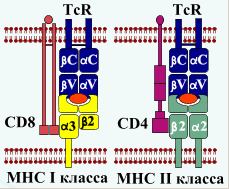 TcR TcR
βC αC βC αC
βV αV βV αV
CD8 α3 β2 CD4 β2 α2
МНС I класса МНС II класса